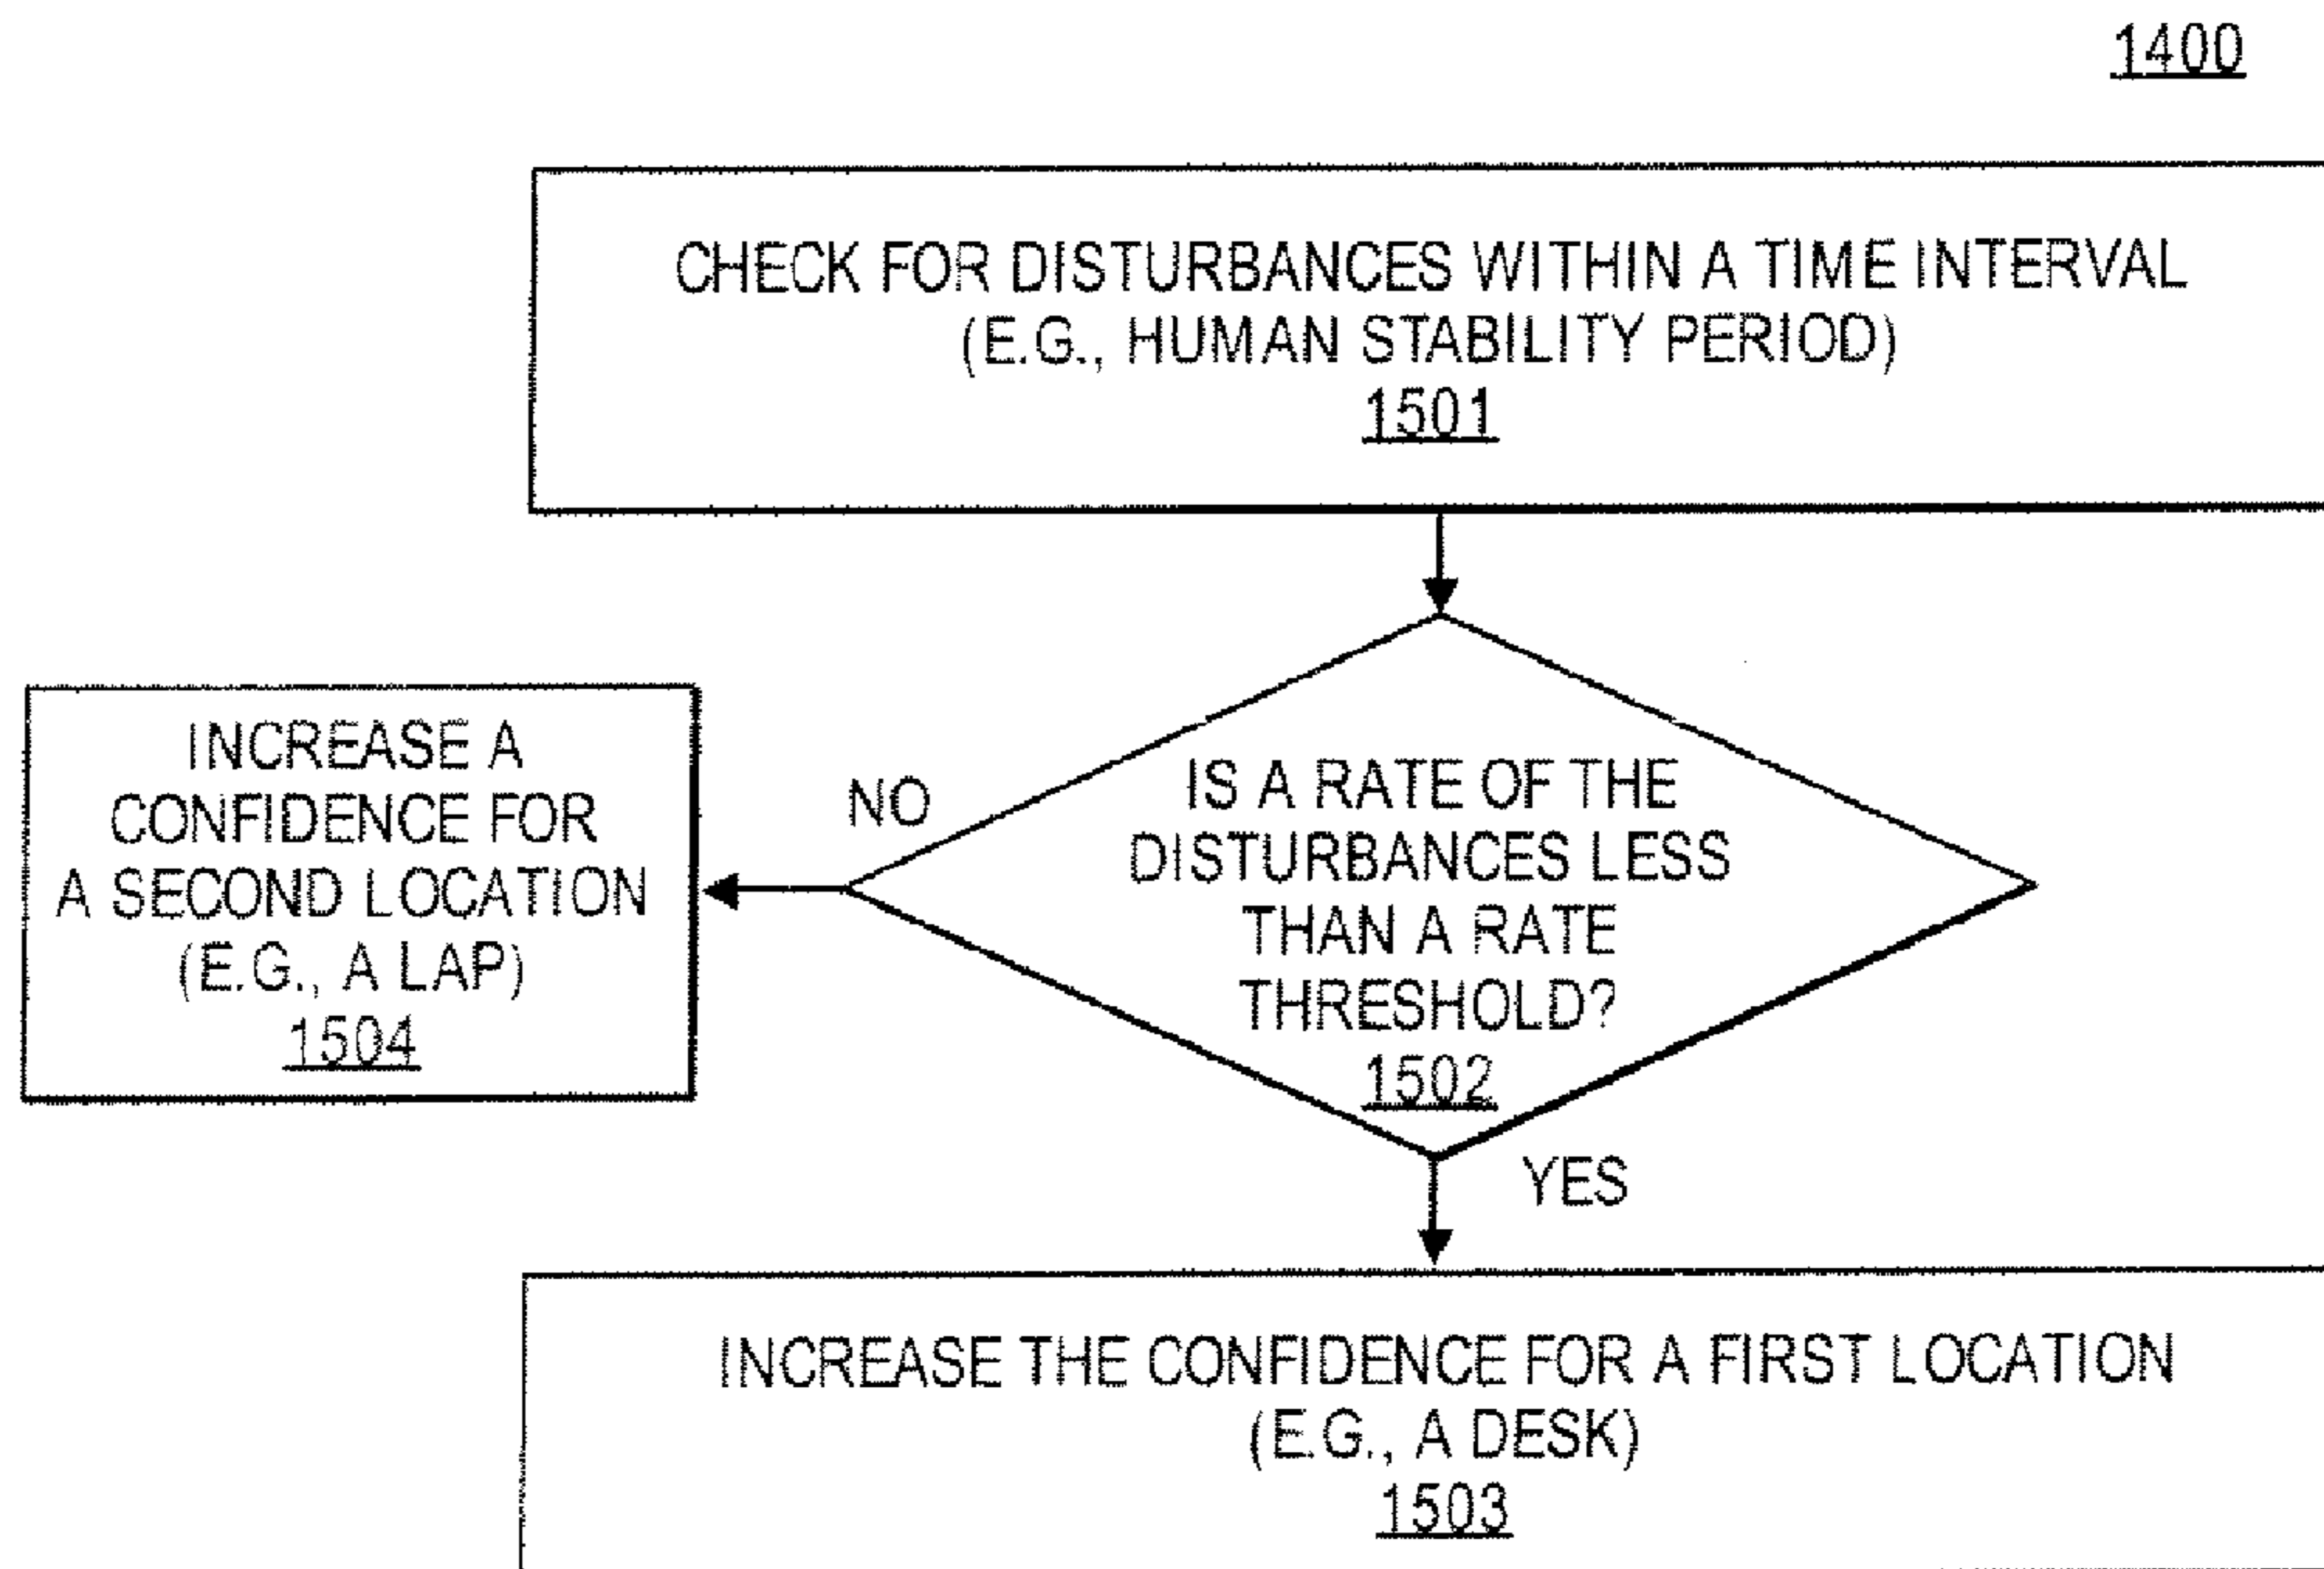 1400
CHECK FOR DISTURBANCES WITHIN A TIME INTERVAL
(E.G., HUMAN STABILITY PERIOD)
1501
IS A RATE OF THE
DISTURBANCES LESS
THAN A RATE
THRESHOLD?
1502
NO
INCREASE A
CONFIDENCE FOR
A SECOND LOCATION
(E.G., A LAP)
1504
YES
INCREASE THE CONFIDENCE FOR A FIRST LOCATION
(E.G., A DESK)
1503